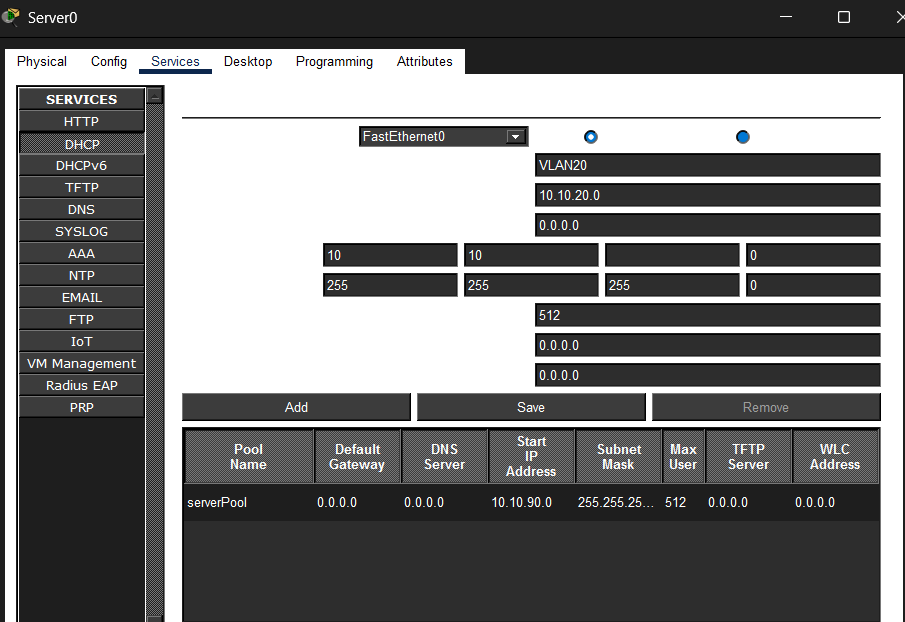 Server0
Physical Config Services Desktop Programming Attributes
SERVICES
HTTP
DHCP
DHCPv6
TFTP
DNS
SYSLOG
AAA
NTP
EMAIL
FTP
IoT
VM Management
Radius EAP
PRP
FastEthernet0
VLAN20
10.10.20.0
0.0.0.0
10 10 0
255 255 255 0
512
0.0.0.0
0.0.0.0
Add Save Remove
Pool Name Default Gateway DNS Server Start IP Address Subnet Mask Max User TFTP Server WLC Address
serverPool 0.0.0.0 0.0.0.0 10.10.90.0 255.255.25... 512 0.0.0.0 0.0.0.0